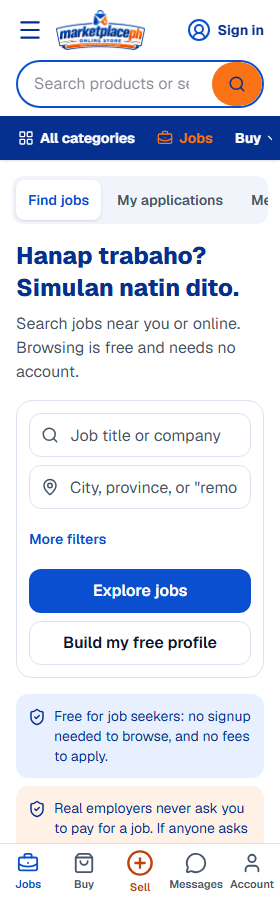 marketplaceph
ONLINE STORE
Sign in
Search products or se
All categories
Jobs
Buy
Find jobs
My applications
Me
Hanap trabaho?
Simulan natin dito.
Search jobs near you or online.
Browsing is free and needs no
account.
Job title or company
City, province, or "remo
More filters
Explore jobs
Build my free profile
Free for job seekers: no signup
needed to browse, and no fees
to apply.
Real employers never ask you
to pay for a job. If anyone asks
Jobs
Buy
Sell
Messages
Account